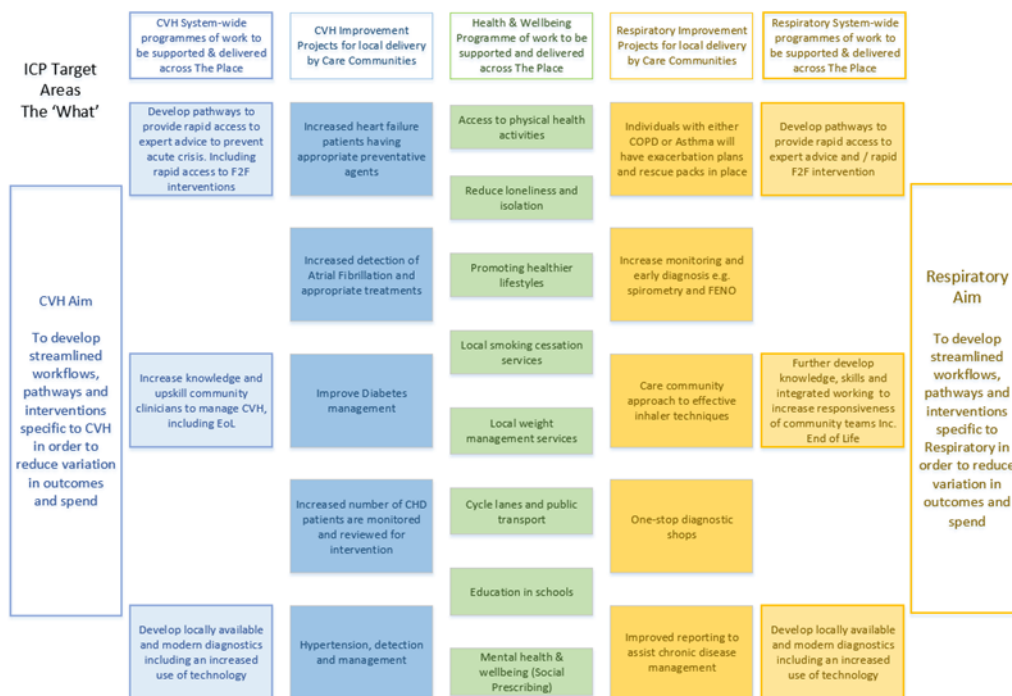 ICP Target
Areas
The ‘What’
CVH System-wide
programmes of work to
be supported & delivered
across The Place
CVH Improvement
Projects for local delivery
by Care Communities
Health & Wellbeing
Programme of work to be
supported and delivered
across The Place
Respiratory Improvement
Projects for local delivery
by Care Communities
Respiratory System-wide
programmes of work to
be supported & delivered
across The Place
CVH Aim
To develop
streamlined
workflows,
pathways and
interventions
specific to CVH
in order to
reduce variation
in outcomes
and spend
Develop pathways to
provide rapid access to
expert advice to prevent
acute crisis. Including
rapid access to F2F
interventions
Increase knowledge and
upskill community
clinicians to manage CVH,
including EoL
Develop locally available
and modern diagnostics
including an increased
use of technology
Increased heart failure
patients having
appropriate preventative
agents
Increased detection of
Atrial Fibrillation and
appropriate treatments
Improve Diabetes
management
Increased number of CHD
patients are monitored
and reviewed for
intervention
Hypertension, detection
and management
Access to physical health
activities
Reduce loneliness and
isolation
Promoting healthier
lifestyles
Local smoking cessation
services
Local weight
management services
Cycle lanes and public
transport
Education in schools
Mental health &
wellbeing (Social
Prescribing)
Individuals with either
COPD or Asthma will
have exacerbation plans
and rescue packs in place
Increase monitoring and
early diagnosis e.g.
spirometry and FENO
Care community
approach to effective
inhaler techniques
One-stop diagnostic
shops
Improved reporting to
assist chronic disease
management
Develop pathways to
provide rapid access to
expert advice and / rapid
F2F intervention
Further develop
knowledge, skills and
integrated working to
increase responsiveness
of community teams Inc.
End of Life
Develop locally available
and modern diagnostics
including an increased
use of technology
Respiratory
Aim
To develop
streamlined
workflows,
pathways and
interventions
specific to
Respiratory in
order to reduce
variation in
outcomes and
spend